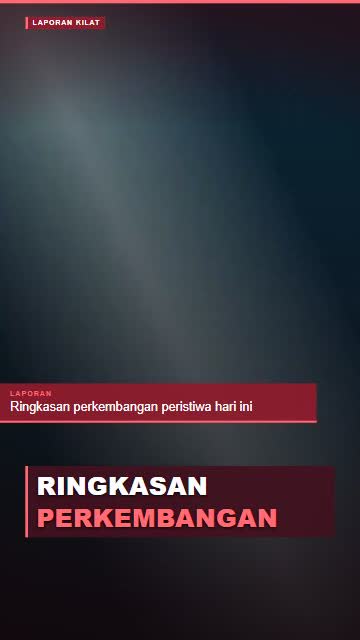 LAPORAN KILAT
LAPORAN
Ringkasan perkembangan peristiwa hari ini
RINGKASAN
PERKEMBANGAN